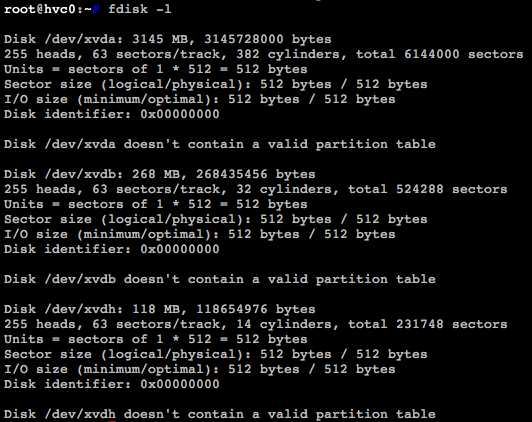 root@hvc0:~# fdisk -l
Disk /dev/xvda: 3145 MB, 3145728000 bytes
255 heads, 63 sectors/track, 382 cylinders, total 6144000 sectors
Units = sectors of 1 * 512 = 512 bytes
Sector size (logical/physical): 512 bytes / 512 bytes
I/O size (minimum/optimal): 512 bytes / 512 bytes
Disk identifier: 0x00000000
Disk /dev/xvda doesn't contain a valid partition table
Disk /dev/xvdb: 268 MB, 268435456 bytes
255 heads, 63 sectors/track, 32 cylinders, total 524288 sectors
Units = sectors of 1 * 512 = 512 bytes
Sector size (logical/physical): 512 bytes / 512 bytes
I/O size (minimum/optimal): 512 bytes / 512 bytes
Disk identifier: 0x00000000
Disk /dev/xvdb doesn't contain a valid partition table
Disk /dev/xvdh: 118 MB, 118654976 bytes
255 heads, 63 sectors/track, 14 cylinders, total 231748 sectors
Units = sectors of 1 * 512 = 512 bytes
Sector size (logical/physical): 512 bytes / 512 bytes
I/O size (minimum/optimal): 512 bytes / 512 bytes
Disk identifier: 0x00000000
Disk /dev/xvdh doesn't contain a valid partition table